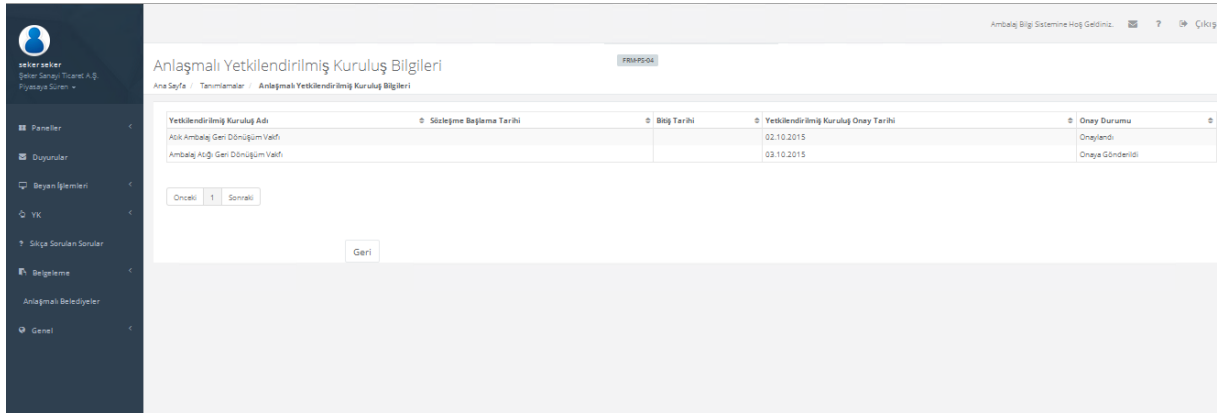 Ambalaj Bilgi Sistemine Hoş Geldiniz. ? Çıkış
seker seker
Şeker Sanayi Ticaret A.Ş.
Piyasaya Süren
Anlaşmalı Yetkilendirilmiş Kuruluş Bilgileri
FRM-PS-04
Ana Sayfa / Tanımlamalar / Anlaşmalı Yetkilendirilmiş Kuruluş Bilgileri
Paneller
Duyurular
Beyan İşlemleri
YK
? Sıkça Sorulan Sorular
Belgeleme
Anlaşmalı Belediyeler
Genel
Yetkilendirilmiş Kuruluş Adı Sözleşme Başlama Tarihi Bitiş Tarihi Yetkilendirilmiş Kuruluş Onay Tarihi Onay Durumu
Atık Ambalaj Geri Dönüşüm Vakfı 02.10.2015 Onaylandı
Ambalaj Atığı Geri Dönüşüm Vakfı 03.10.2015 Onaya Gönderildi
Onceki 1 Sonraki
Geri